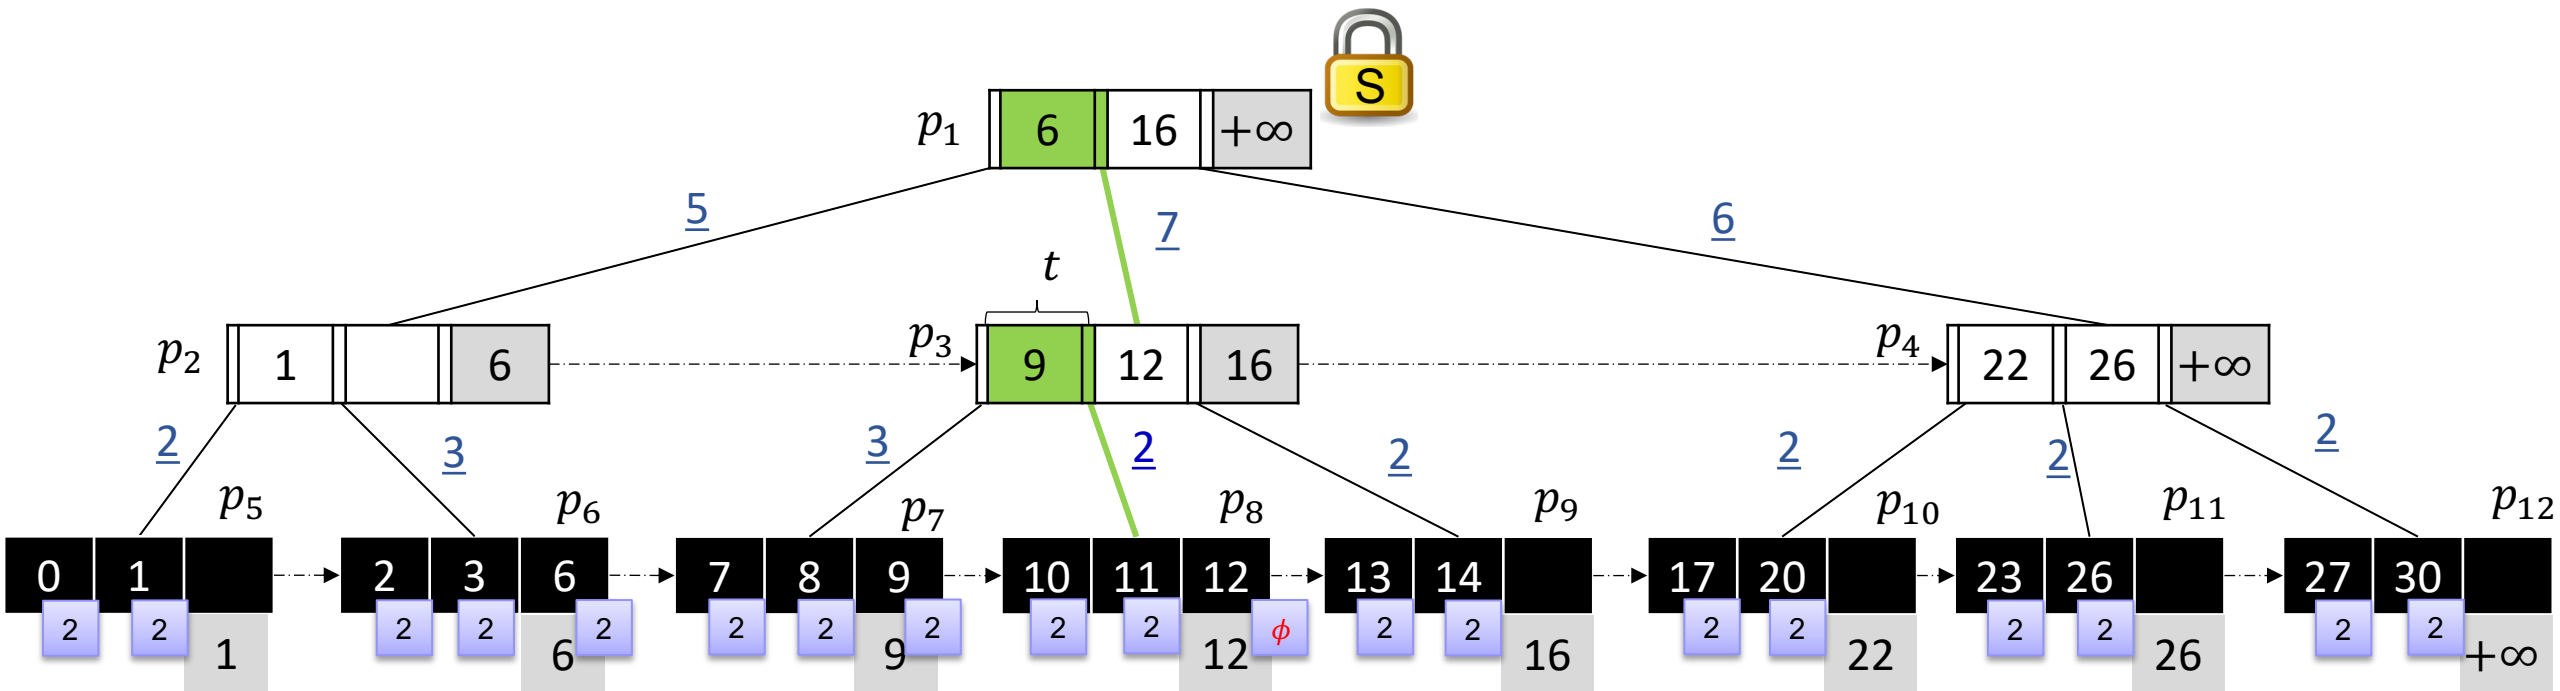 S
p₁ 6 16 +∞
5 7 6
t
p₂ 1 6 p₃ 9 12 16 p₄ 22 26 +∞
2 3 3 2 2 2 2 2
p₅ p₆ p₇ p₈ p₉ p₁₀ p₁₁ p₁₂
0 1 2 3 6 7 8 9 10 11 12 13 14 17 20 23 26 27 30
2 2 2 2 2 2 2 2 2 2 ϕ 2 2 2 2 2 2 2 2
1 6 9 12 16 22 26 +∞